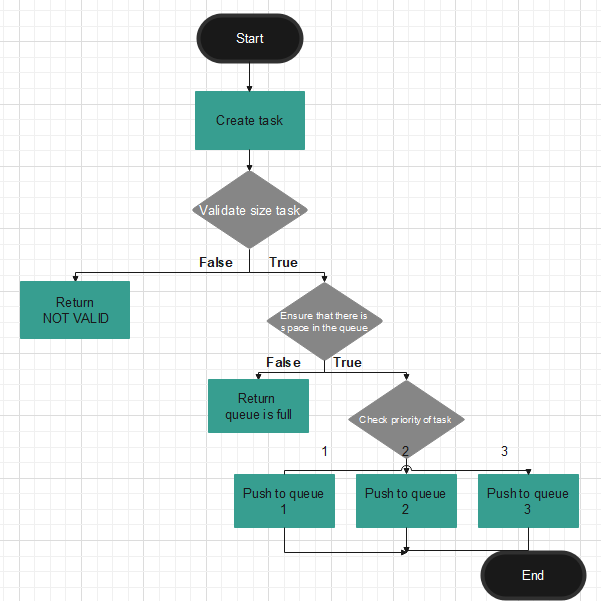 Start
Create task
Validate size task
False
True
Return
NOT VALID
Ensure that there is
space in the queue
False
True
Return
queue is full
Check priority of task
1
2
3
Push to queue
1
Push to queue
2
Push to queue
3
End